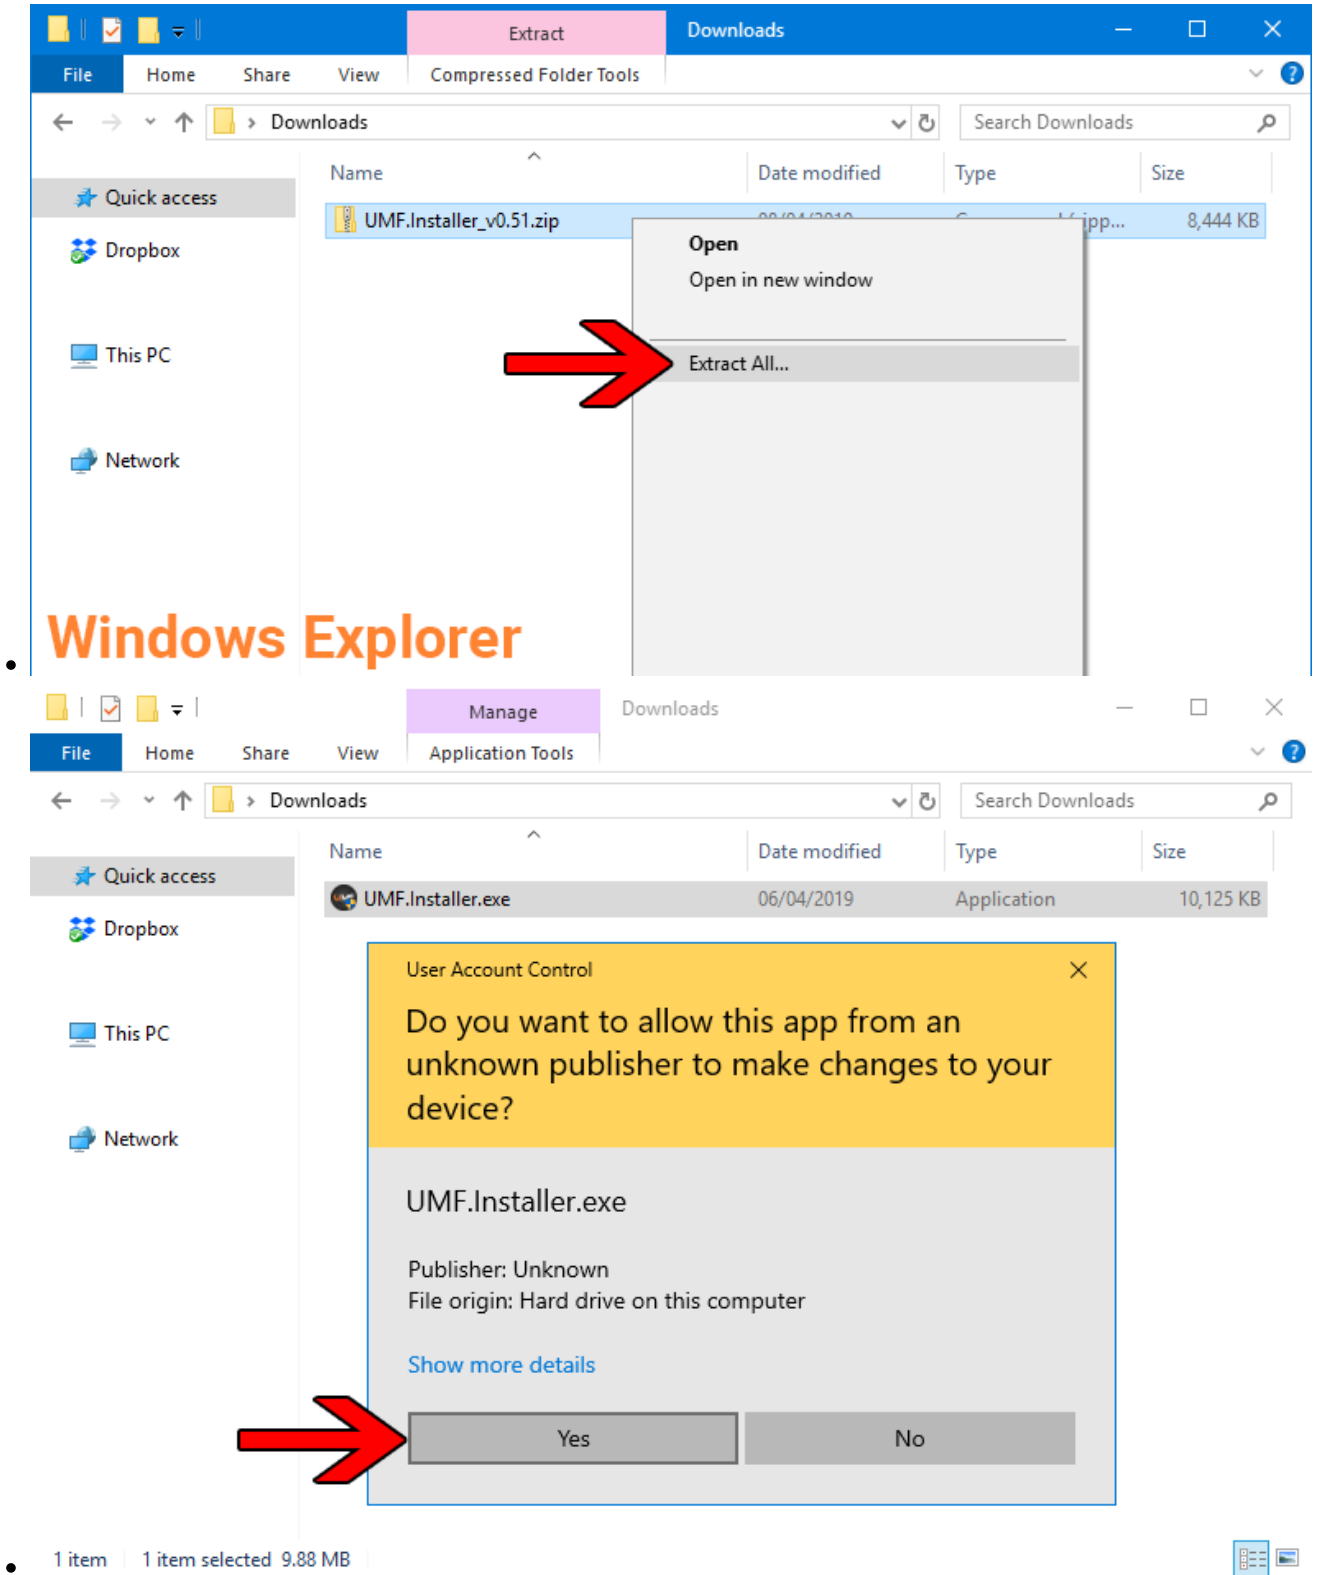 Extract
Downloads
File
Home
Share
View
Compressed Folder Tools
Downloads
Search Downloads
Name
Date modified
Type
Size
Quick access
UMF.Installer_v0.51.zip
8,444 KB
Open
Dropbox
Open in new window
This PC
Extract All...
Network
Windows Explorer
Manage
Downloads
File
Home
Share
View
Application Tools
Downloads
Search Downloads
Name
Date modified
Type
Size
Quick access
UMF.Installer.exe
06/04/2019
Application
10,125 KB
Dropbox
User Account Control
Do you want to allow this app from an
unknown publisher to make changes to your
device?
This PC
Network
UMF.Installer.exe
Publisher: Unknown
File origin: Hard drive on this computer
Show more details
Yes
No
1 item
1 item selected 9.88 MB